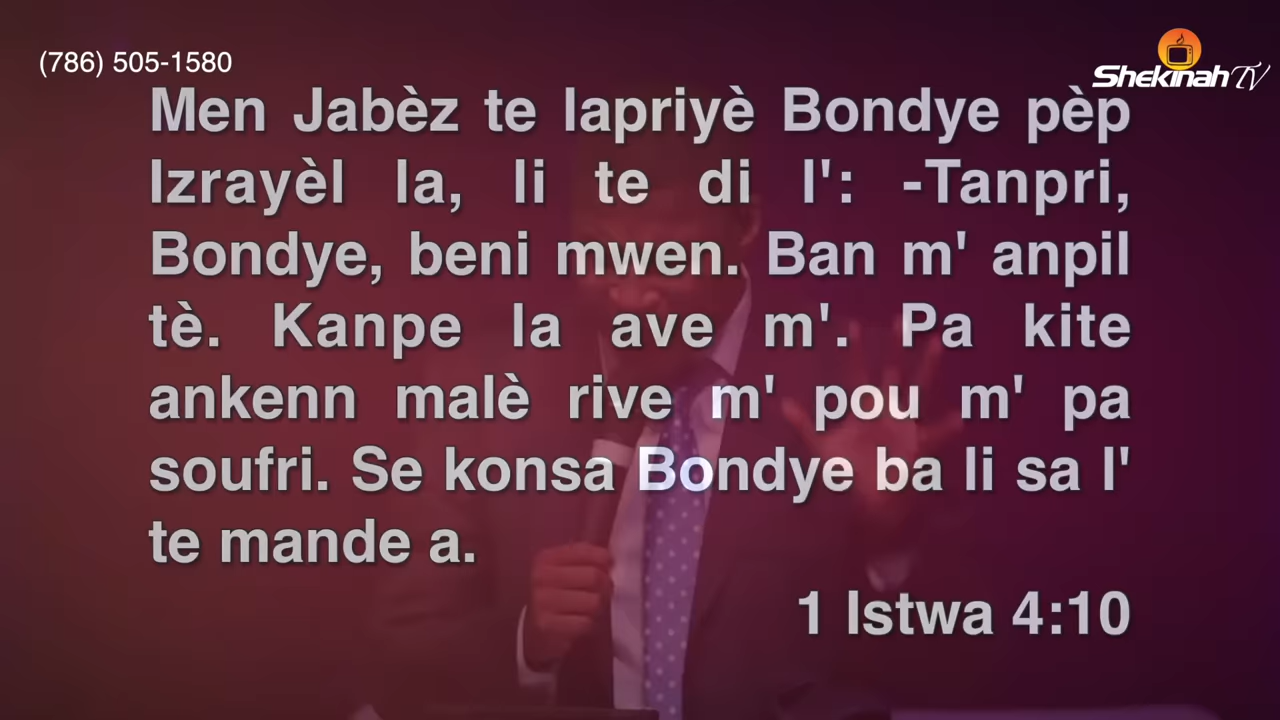 (786) 505-1580
Shekinah TV
Men Jabèz te lapriyè Bondye pèp
Izrayèl la, li te di l': -Tanpri,
Bondye, beni mwen. Ban m' anpil
tè. Kanpe la ave m'. Pa kite
ankenn malè rive m' pou m' pa
soufri. Se konsa Bondye ba li sa l'
te mande a.
1 Istwa 4:10